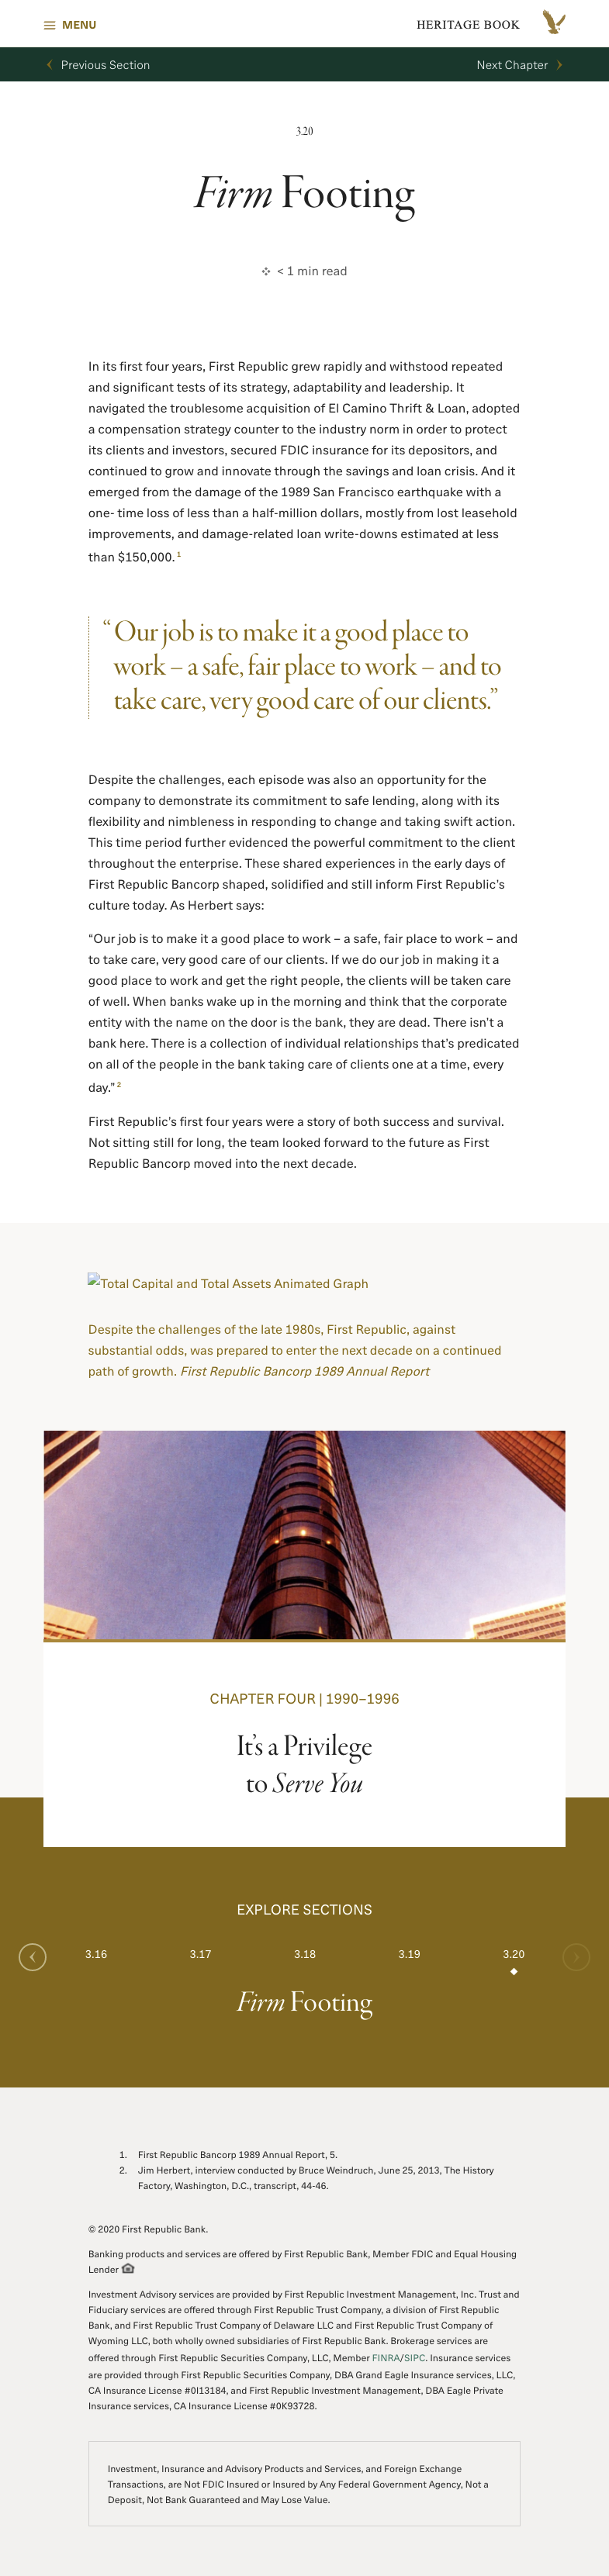 MENU
HERITAGE BOOK
Previous Section
Next Chapter
3.20
Firm Footing
< 1 min read
In its first four years, First Republic grew rapidly and withstood repeated
and significant tests of its strategy, adaptability and leadership. It
navigated the troublesome acquisition of El Camino Thrift & Loan, adopted
a compensation strategy counter to the industry norm in order to protect
its clients and investors, secured FDIC insurance for its depositors, and
continued to grow and innovate through the savings and loan crisis. And it
emerged from the damage of the 1989 San Francisco earthquake with a
one- time loss of less than a half-million dollars, mostly from lost leasehold
improvements, and damage-related loan write-downs estimated at less
than $150,000. 1
“Our job is to make it a good place to
work – a safe, fair place to work – and to
take care, very good care of our clients.”
Despite the challenges, each episode was also an opportunity for the
company to demonstrate its commitment to safe lending, along with its
flexibility and nimbleness in responding to change and taking swift action.
This time period further evidenced the powerful commitment to the client
throughout the enterprise. These shared experiences in the early days of
First Republic Bancorp shaped, solidified and still inform First Republic’s
culture today. As Herbert says:
“Our job is to make it a good place to work – a safe, fair place to work – and
to take care, very good care of our clients. If we do our job in making it a
good place to work and get the right people, the clients will be taken care
of well. When banks wake up in the morning and think that the corporate
entity with the name on the door is the bank, they are dead. There isn’t a
bank here. There is a collection of individual relationships that’s predicated
on all of the people in the bank taking care of clients one at a time, every
day.” 2
First Republic’s first four years were a story of both success and survival.
Not sitting still for long, the team looked forward to the future as First
Republic Bancorp moved into the next decade.
Total Capital and Total Assets Animated Graph
Despite the challenges of the late 1980s, First Republic, against
substantial odds, was prepared to enter the next decade on a continued
path of growth. First Republic Bancorp 1989 Annual Report
CHAPTER FOUR | 1990–1996
It’s a Privilege
to Serve You
EXPLORE SECTIONS
3.16
3.17
3.18
3.19
3.20
Firm Footing
1. First Republic Bancorp 1989 Annual Report, 5.
2. Jim Herbert, interview conducted by Bruce Weindruch, June 25, 2013, The History
Factory, Washington, D.C., transcript, 44-46.
© 2020 First Republic Bank.
Banking products and services are offered by First Republic Bank, Member FDIC and Equal Housing
Lender
Investment Advisory services are provided by First Republic Investment Management, Inc. Trust and
Fiduciary services are offered through First Republic Trust Company, a division of First Republic
Bank, and First Republic Trust Company of Delaware LLC and First Republic Trust Company of
Wyoming LLC, both wholly owned subsidiaries of First Republic Bank. Brokerage services are
offered through First Republic Securities Company, LLC, Member FINRA/SIPC. Insurance services
are provided through First Republic Securities Company, DBA Grand Eagle Insurance services, LLC,
CA Insurance License #0I13184, and First Republic Investment Management, DBA Eagle Private
Insurance services, CA Insurance License #0K93728.
Investment, Insurance and Advisory Products and Services, and Foreign Exchange
Transactions, are Not FDIC Insured or Insured by Any Federal Government Agency, Not a
Deposit, Not Bank Guaranteed and May Lose Value.